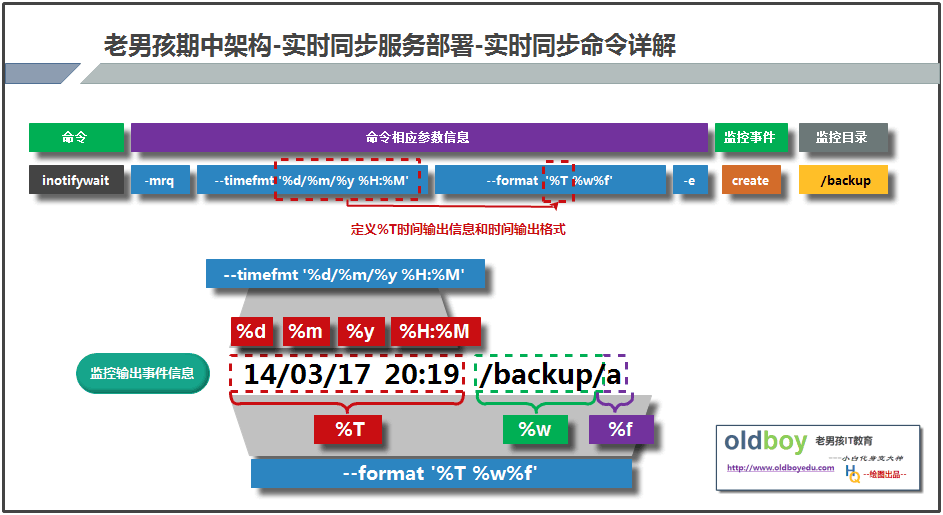 老男孩期中架构-实时同步服务部署-实时同步命令详解
命令 命令相应参数信息 监控事件 监控目录
inotifywait -mrq --timefmt '%d/%m/%y %H:%M' --format '%T %w%f' -e create /backup
定义%T时间输出信息和时间输出格式
--timefmt '%d/%m/%y %H:%M'
%d %m %y %H:%M
监控输出事件信息 14/03/17 20:19 /backup/a
%T %w %f
--format '%T %w%f'
oldboy 老男孩IT教育
----小白化身变大神
http://www.oldboyedu.com HQ --绘图出品--